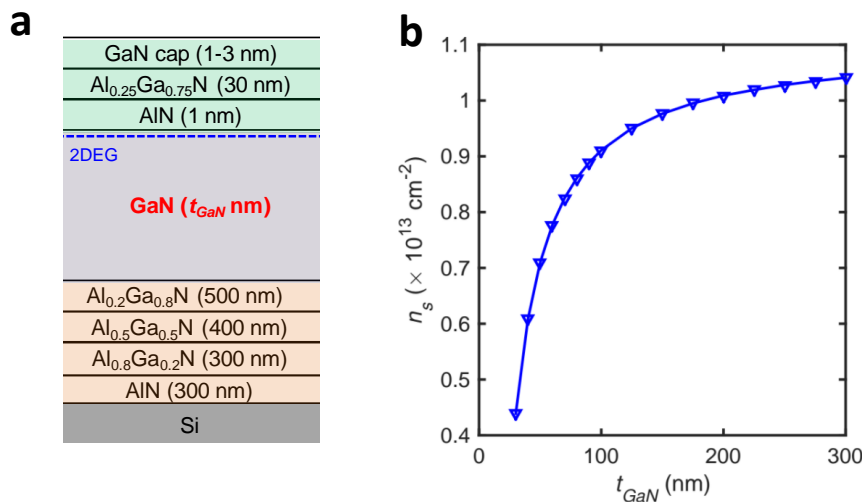 a
GaN cap (1-3 nm)
Al0.25Ga0.75N (30 nm)
AlN (1 nm)
2DEG
GaN (tGaN nm)
Al0.2Ga0.8N (500 nm)
Al0.5Ga0.5N (400 nm)
Al0.8Ga0.2N (300 nm)
AlN (300 nm)
Si
b
1.1
1
0.9
0.8
0.7
0.6
0.5
0.4
ns (× 10^13 cm^-2)
0 100 200 300
tGaN (nm)